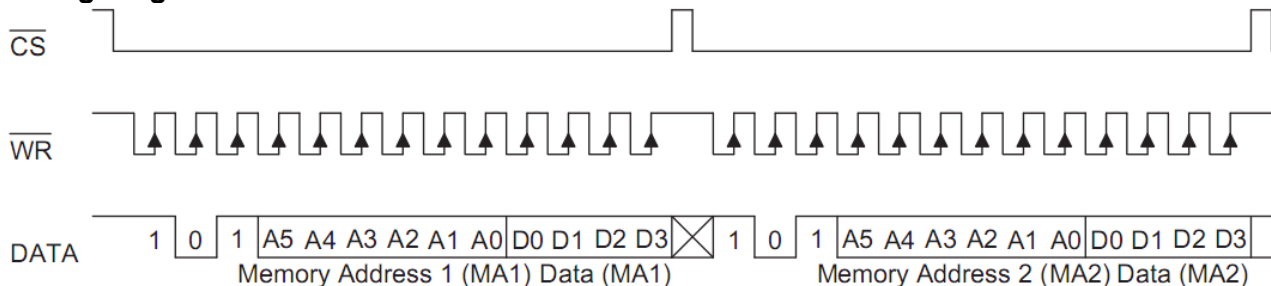 CS
WR
DATA 1 0 1 A5 A4 A3 A2 A1 A0 D0 D1 D2 D3 1 0 1 A5 A4 A3 A2 A1 A0 D0 D1 D2 D3
Memory Address 1 (MA1) Data (MA1) Memory Address 2 (MA2) Data (MA2)